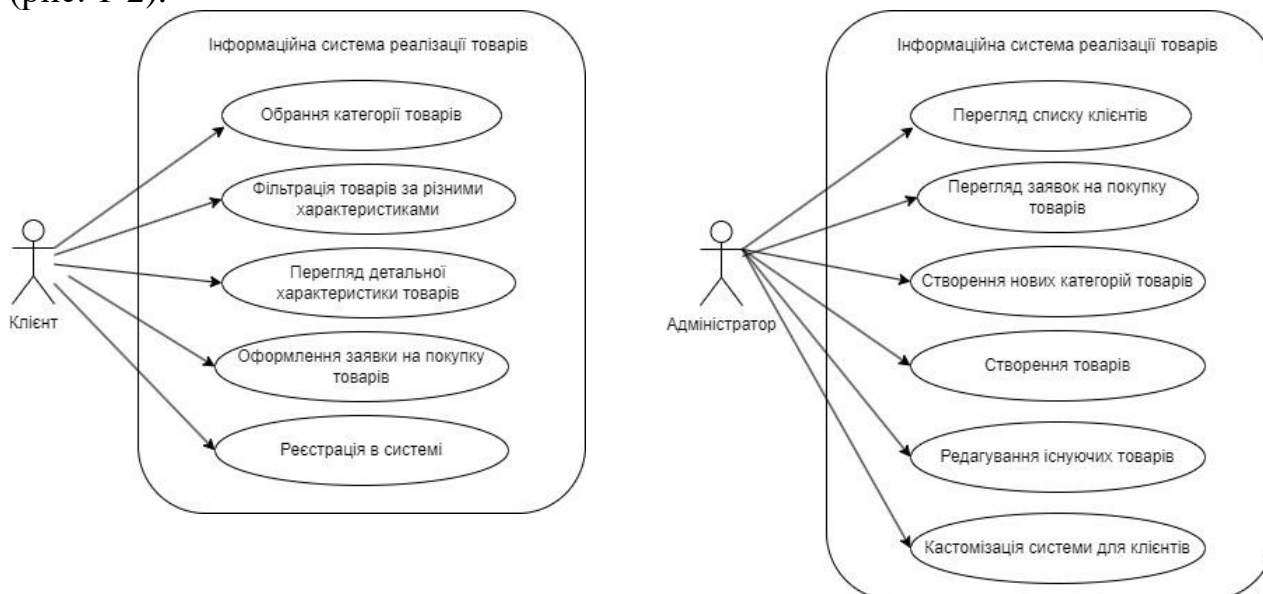 (рис. 1-2).
Інформаційна система реалізації товарів
Обрання категорії товарів
Фільтрація товарів за різними
характеристиками
Перегляд детальної
характеристики товарів
Оформлення заявки на покупку
товарів
Реєстрація в системі
Клієнт
Інформаційна система реалізації товарів
Перегляд списку клієнтів
Перегляд заявок на покупку
товарів
Створення нових категорій товарів
Створення товарів
Редагування існуючих товарів
Кастомізація системи для клієнтів
Адміністратор